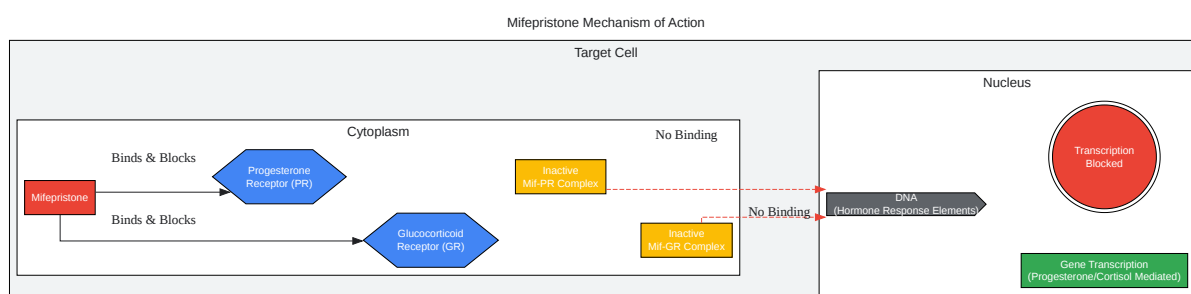 Mifepristone Mechanism of Action
Target Cell
Nucleus
Cytoplasm
No Binding
Binds & Blocks
Progesterone
Receptor (PR)
Inactive
Mif-PR Complex
Transcription
Blocked
Mifepristone
DNA
(Hormone Response Elements)
Binds & Blocks
No Binding
Glucocorticoid
Receptor (GR)
Inactive
Mif-GR Complex
Gene Transcription
(Progesterone/Cortisol Mediated)